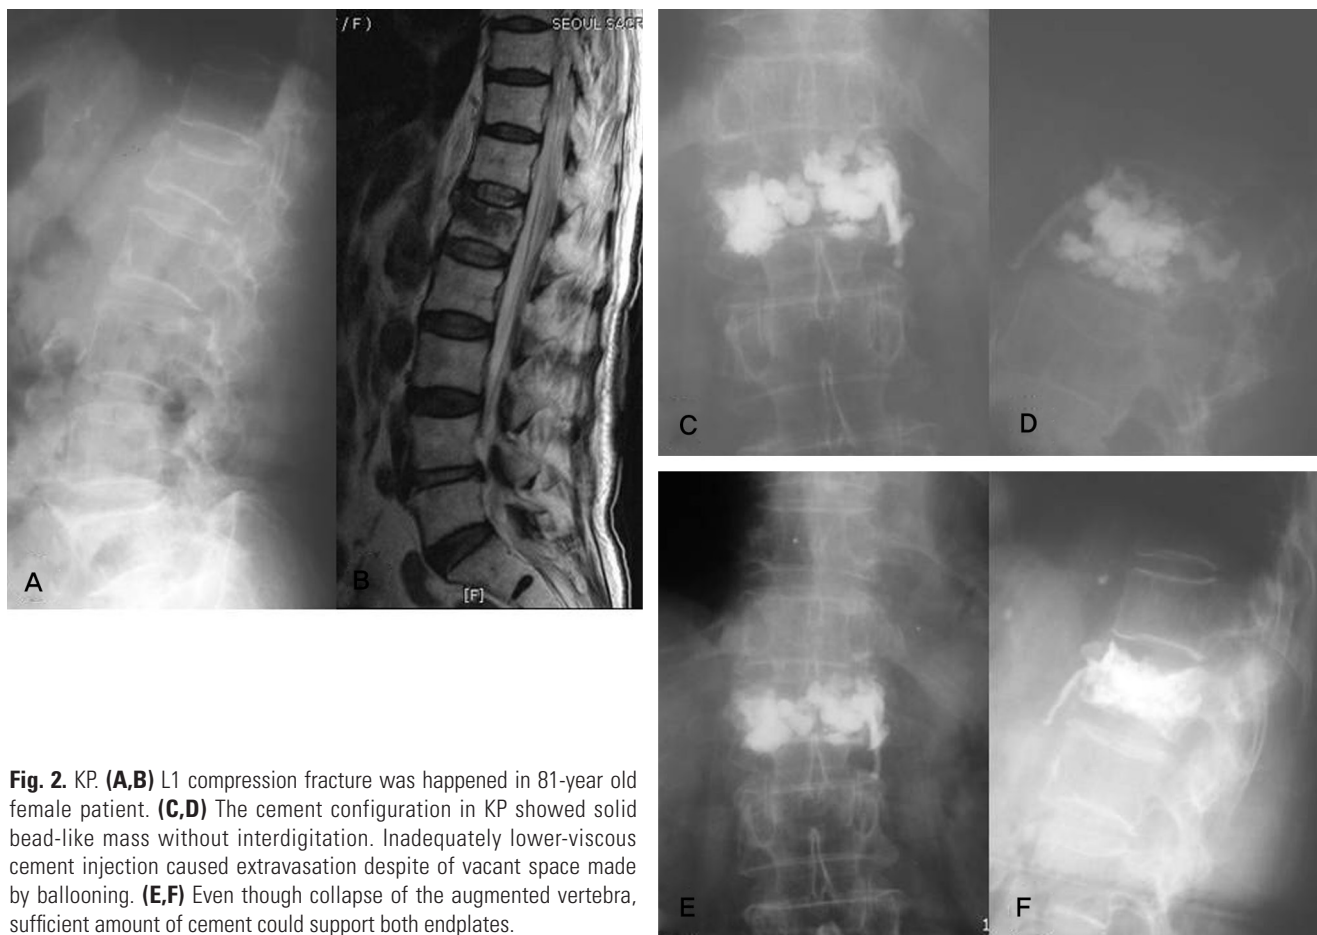 / F )
SEOUL SACR
A
B
[F]
C
D
E
1
F
Fig. 2. KP. (A,B) L1 compression fracture was happened in 81-year old
female patient. (C,D) The cement configuration in KP showed solid
bead-like mass without interdigitation. Inadequately lower-viscous
cement injection caused extravasation despite of vacant space made
by ballooning. (E,F) Even though collapse of the augmented vertebra,
sufficient amount of cement could support both endplates.